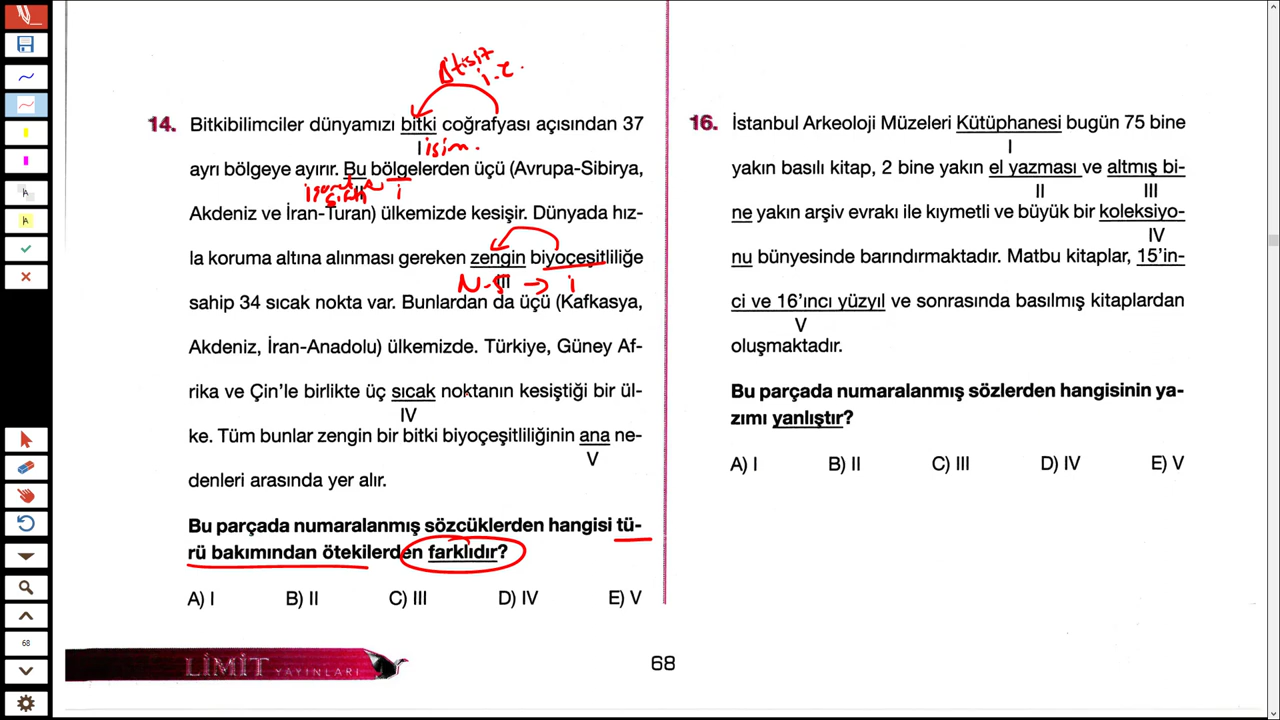 Bitişiz
i.t.
14. Bitkibilimciler dünyamızı bitki coğrafyası açısından 37
I isim.
ayrı bölgeye ayırır. Bu bölgelerden üçü (Avrupa-Sibirya,
işaret
II i
Akdeniz ve İran-Turan) ülkemizde kesişir. Dünyada hız-
la koruma altına alınması gereken zengin biyoçeşitliliğe
N.S III → i
sahip 34 sıcak nokta var. Bunlardan da üçü (Kafkasya,
Akdeniz, İran-Anadolu) ülkemizde. Türkiye, Güney Af-
rika ve Çin'le birlikte üç sıcak noktanın kesiştiği bir ül-
IV
ke. Tüm bunlar zengin bir bitki biyoçeşitliliğinin ana ne-
V
denleri arasında yer alır.
Bu parçada numaralanmış sözcüklerden hangisi tü-
rü bakımından ötekilerden farklıdır?
A) I B) II C) III D) IV E) V
16. İstanbul Arkeoloji Müzeleri Kütüphanesi bugün 75 bine
I
yakın basılı kitap, 2 bine yakın el yazması ve altmış bi-
II III
ne yakın arşiv evrakı ile kıymetli ve büyük bir koleksiyo-
IV
nu bünyesinde barındırmaktadır. Matbu kitaplar, 15'in-
ci ve 16'ıncı yüzyıl ve sonrasında basılmış kitaplardan
V
oluşmaktadır.
Bu parçada numaralanmış sözlerden hangisinin ya-
zımı yanlıştır?
A) I B) II C) III D) IV E) V
LİMİT YAYINLARI
68
68